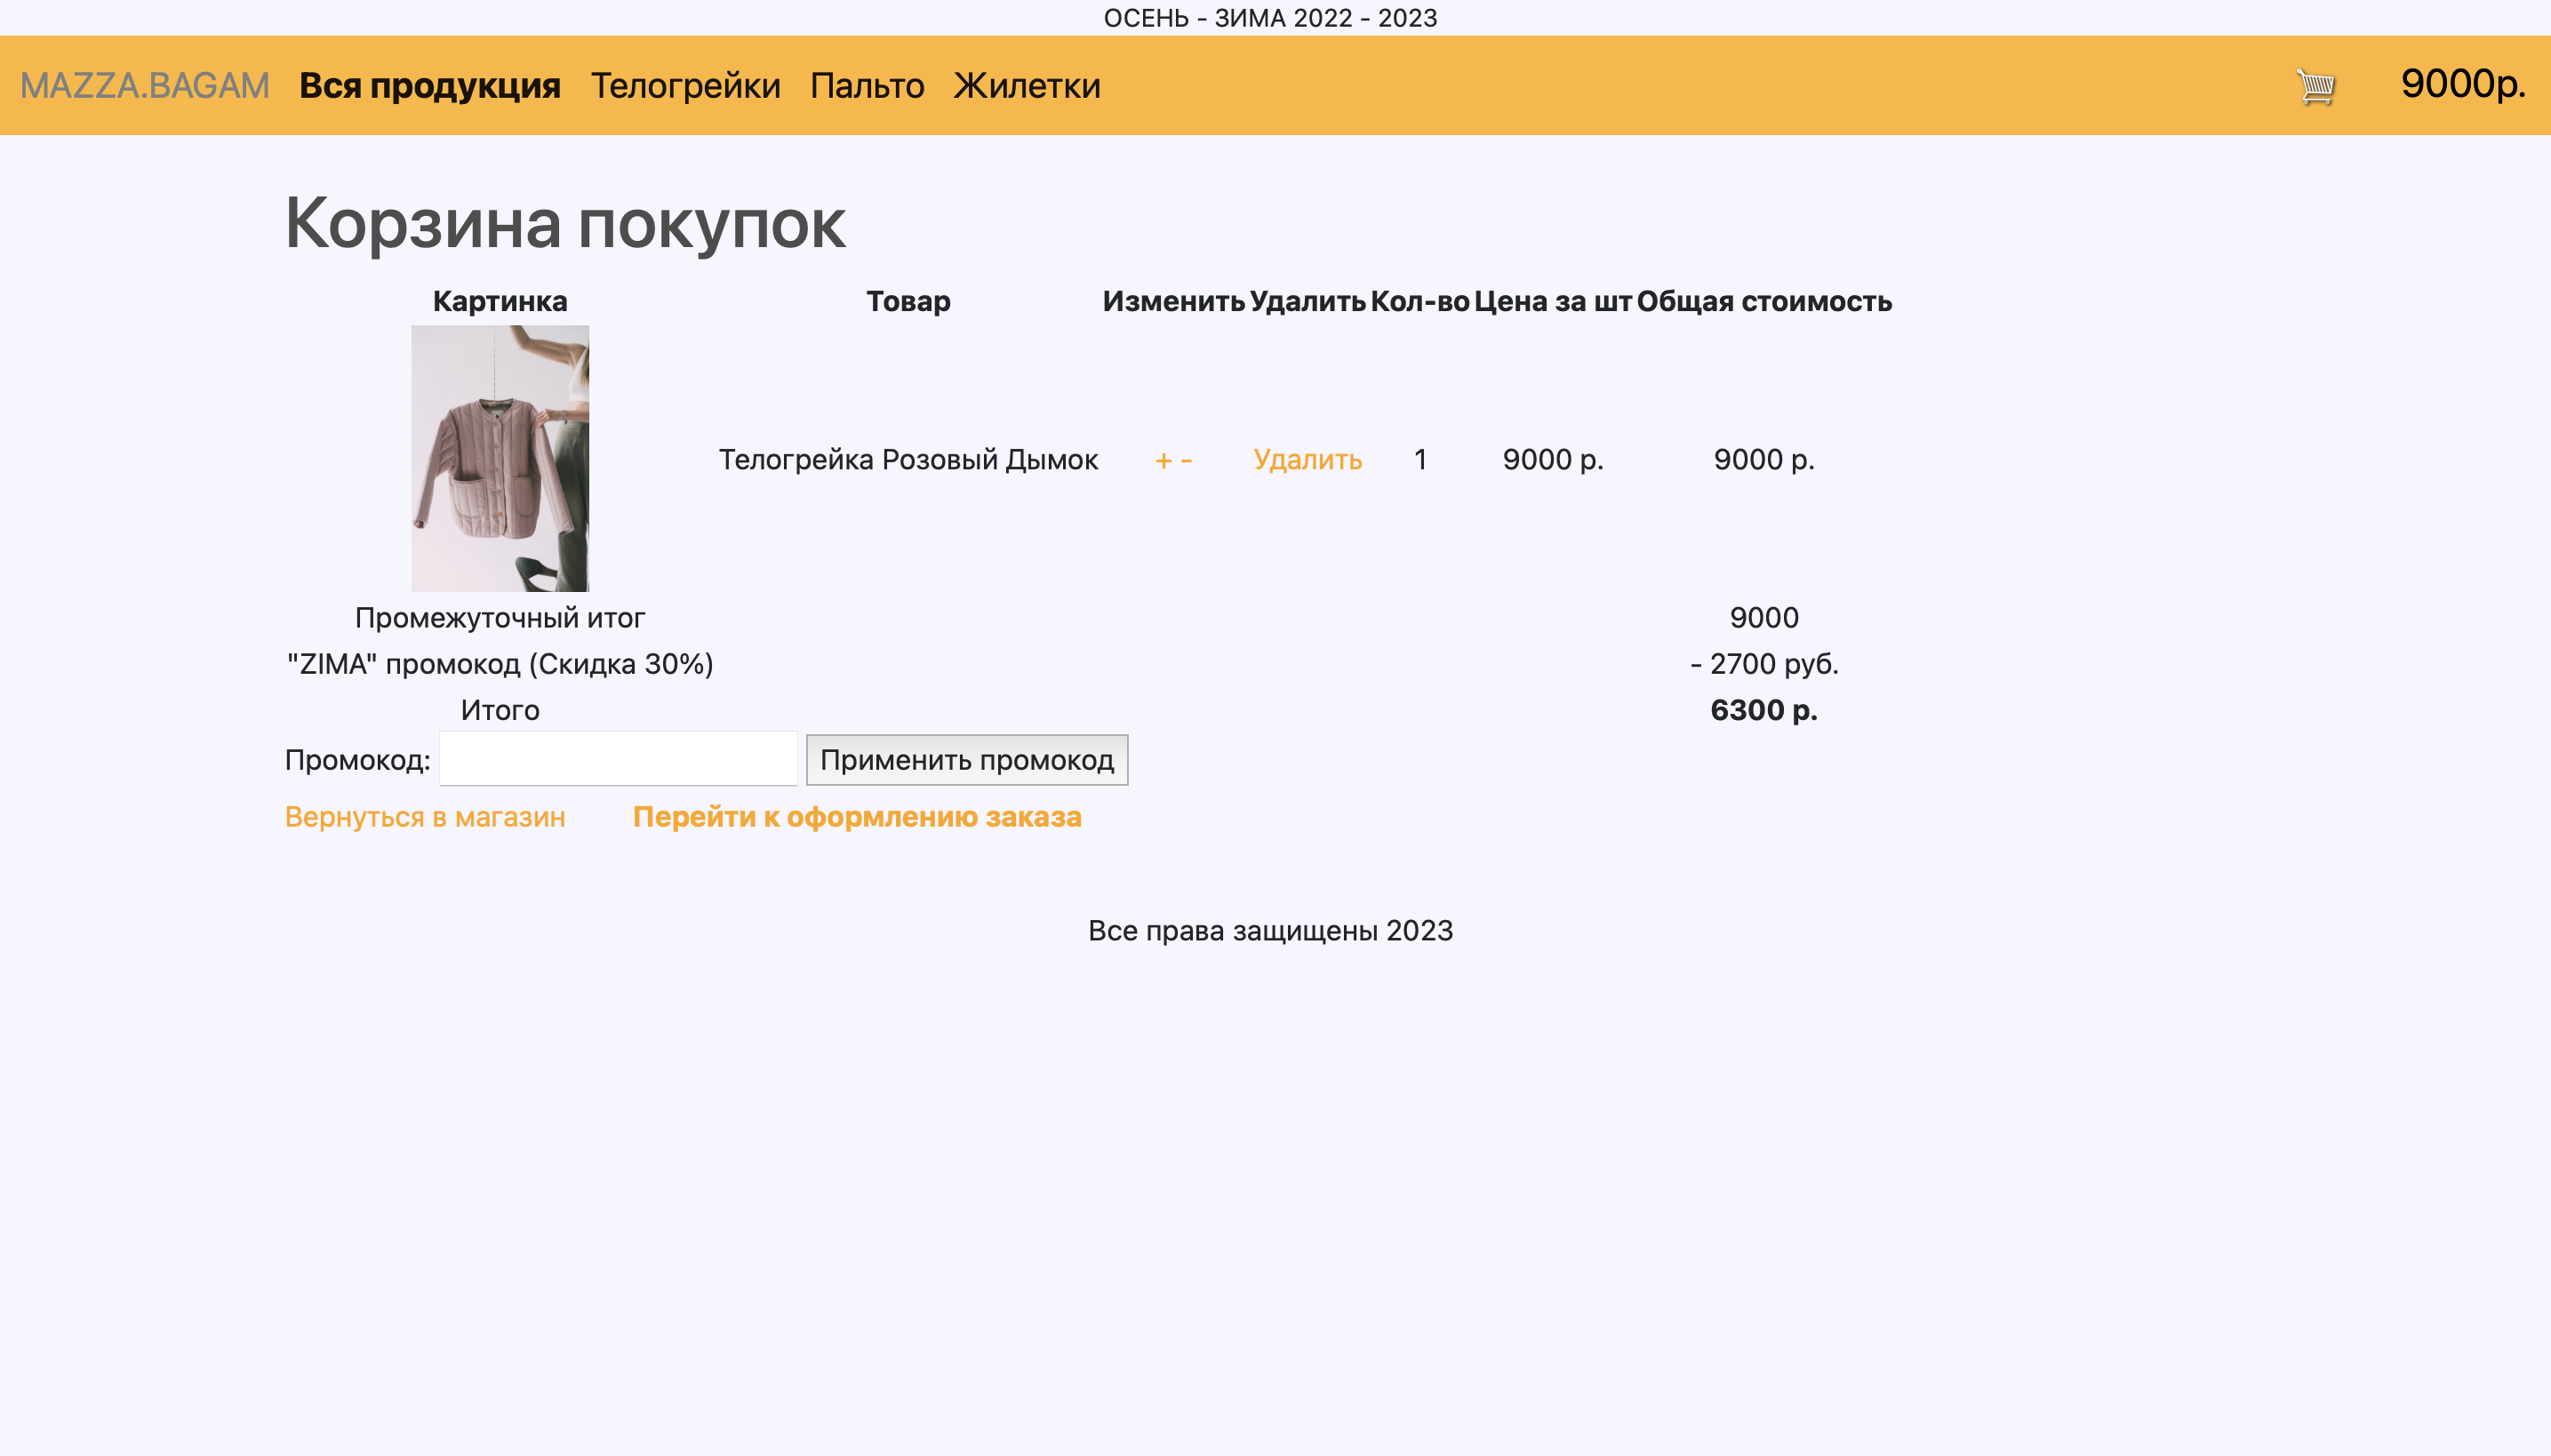 ОСЕНЬ - ЗИМА 2022 - 2023
MAZZA.BAGAM Вся продукция Телогрейки Пальто Жилетки 9000р.
Корзина покупок
Картинка Товар Изменить Удалить Кол-во Цена за шт Общая стоимость
Телогрейка Розовый Дымок + - Удалить 1 9000 р. 9000 р.
Промежуточный итог 9000
"ZIMA" промокод (Скидка 30%) - 2700 руб.
Итого 6300 р.
Промокод: Применить промокод
Вернуться в магазин Перейти к оформлению заказа
Все права защищены 2023